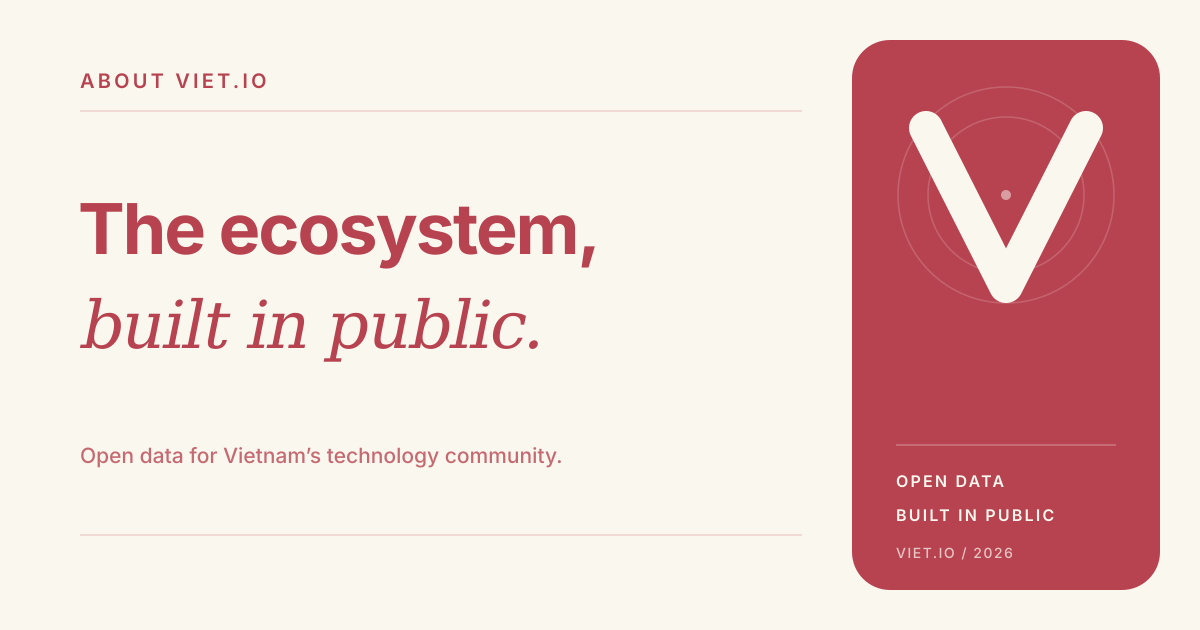 ABOUT VIET.IO
The ecosystem,
built in public.
Open data for Vietnam’s technology community.
V
OPEN DATA
BUILT IN PUBLIC
VIET.IO / 2026